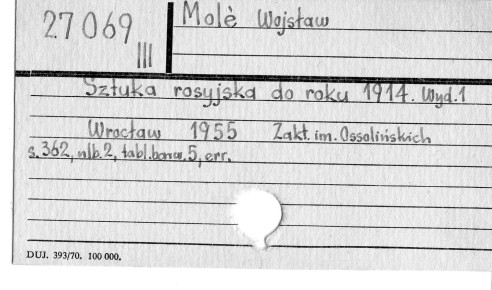 27069
III
Molè Wojsław
Sztuka rosyjska do roku 1914. Wyd.1
Wrocław 1955 Zakt. im. Ossolińskich
s.362, nlb.2, tabl.barw.5, err.
DUJ. 393/70. 100 000.